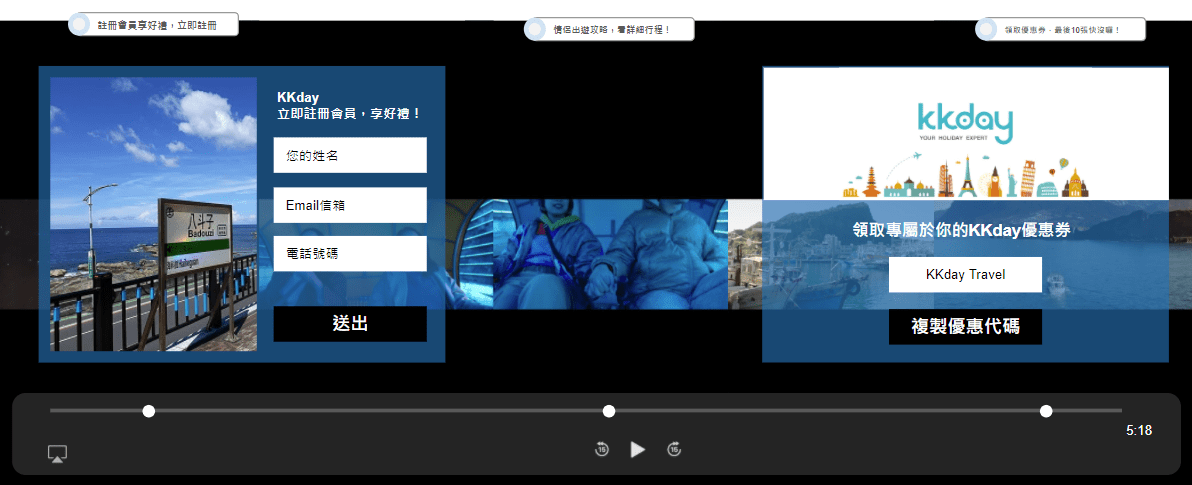 註冊會員享好禮，立即註冊
情侶出遊攻略，看詳細行程！
領取優惠券，最後10張快沒囉！
八斗子
Badouzi
KKday
立即註冊會員，享好禮！
您的姓名
Email信箱
電話號碼
送出
kkday
YOUR HOLIDAY EXPERT
領取專屬於你的KKday優惠券
KKday Travel
複製優惠代碼
5:18
15
15